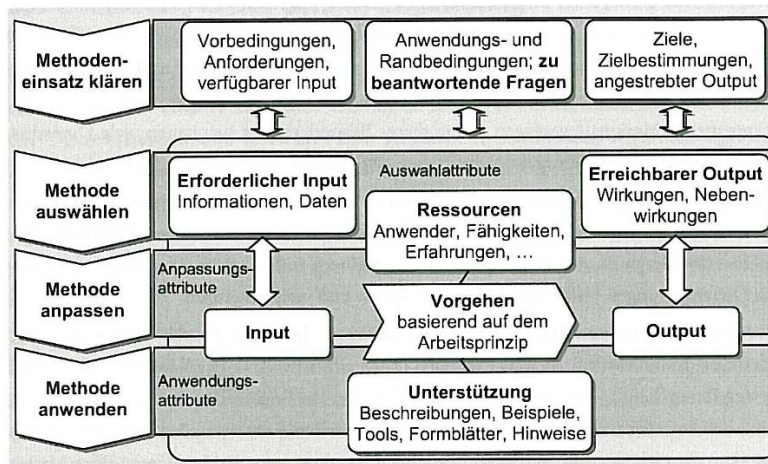 Methoden-
einsatz klären
Vorbedingungen,
Anforderungen,
verfügbarer Input
Anwendungs- und
Randbedingungen; zu
beantwortende Fragen
Ziele,
Zielbestimmungen,
angestrebter Output
Methode
auswählen
Erforderlicher Input
Informationen, Daten
Auswahlattribute
Ressourcen
Anwender, Fähigkeiten,
Erfahrungen, …
Erreichbarer Output
Wirkungen, Neben-
wirkungen
Methode
anpassen
Anpassungs-
attribute
Input
Vorgehen
basierend auf dem
Arbeitsprinzip
Output
Methode
anwenden
Anwendungs-
attribute
Unterstützung
Beschreibungen, Beispiele,
Tools, Formblätter, Hinweise